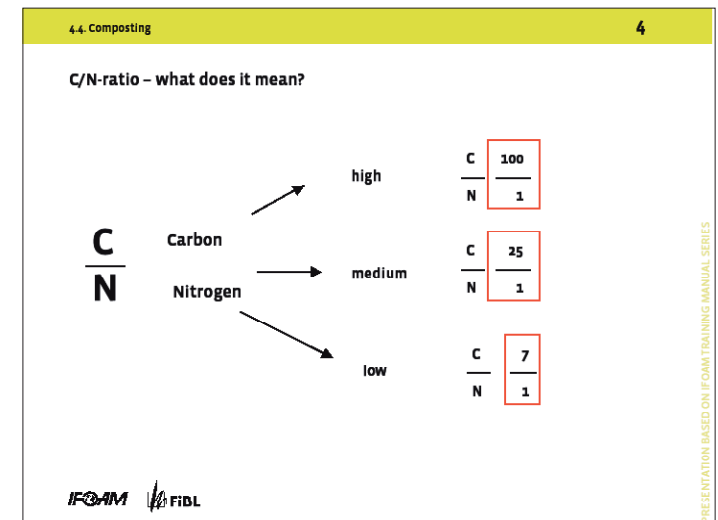 4.4. Composting 4
C/N-ratio – what does it mean?
high C 100
N 1
C Carbon
N Nitrogen
medium C 25
N 1
low C 7
N 1
IFOAM FiBL
PRESENTATION BASED ON IFOAM TRAINING MANUAL SERIES